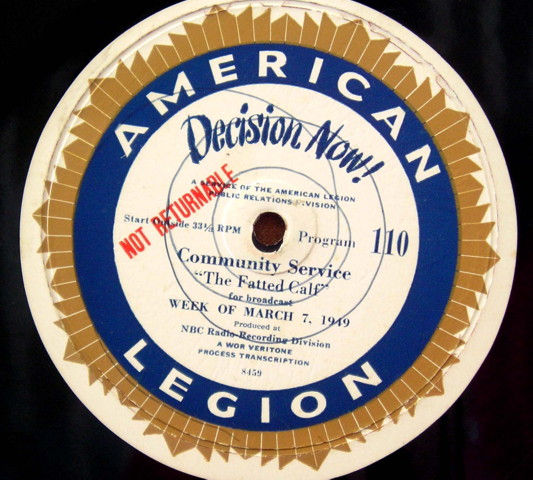 AMERICAN
Decision Now!
A SERVICE OF THE AMERICAN LEGION
PUBLIC RELATIONS DIVISION
NOT RETURNABLE
Start Outside 33⅓ RPM
Program 110
Community Service
"The Fatted Calf"
for broadcast
WEEK OF MARCH 7, 1949
Produced at
NBC Radio Recording Division
A WOR VERITONE
PROCESS TRANSCRIPTION
8459
LEGION